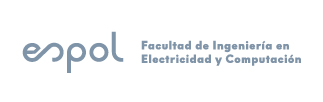 espol
Facultad de Ingeniería en
Electricidad y Computación